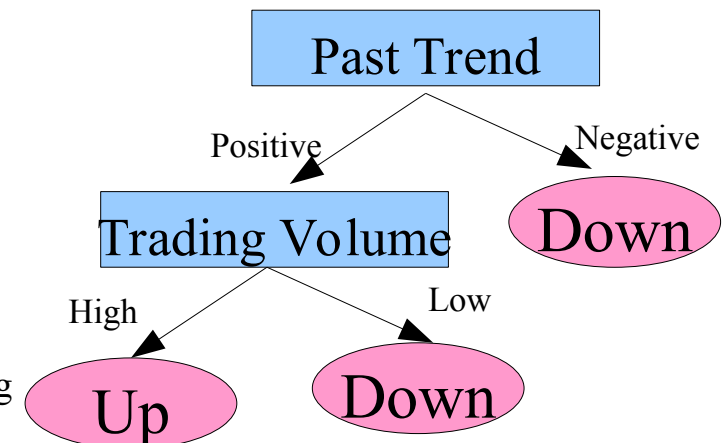 Past Trend
Positive
Negative
Trading Volume
Down
High
Low
Up
Down